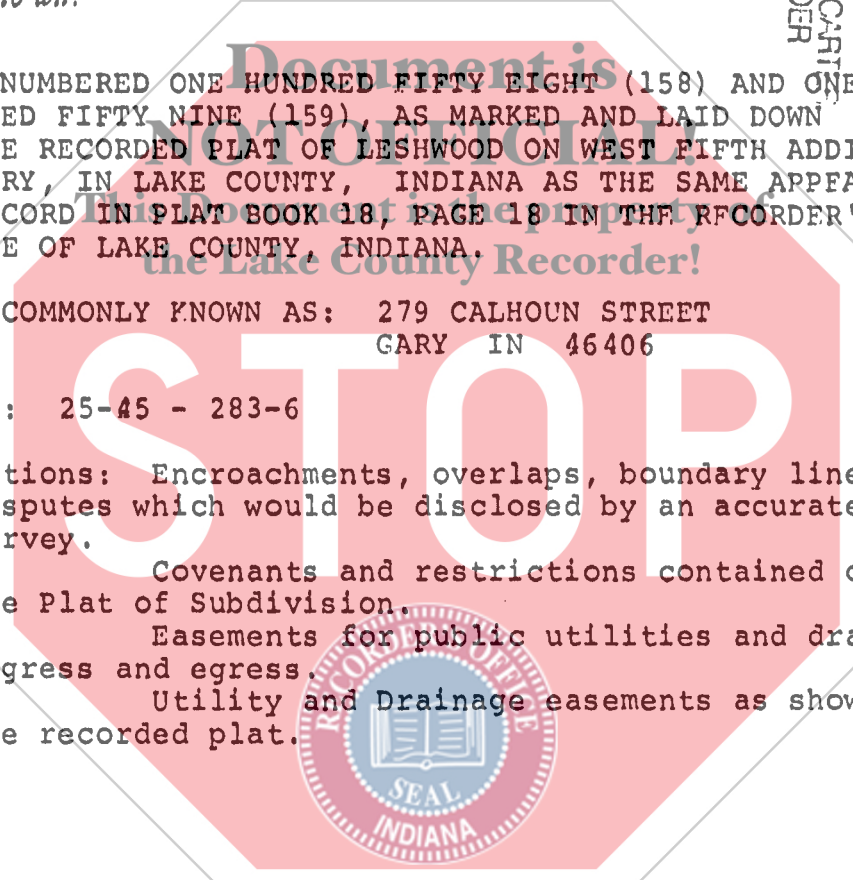 CARTE
DER
NUMBERED ONE HUNDRED FIFTY EIGHT (158) AND ONE
ED FIFTY NINE (159), AS MARKED AND LAID DOWN
E RECORDED PLAT OF LESHWOOD ON WEST FIFTH ADDI
RY, IN LAKE COUNTY, INDIANA AS THE SAME APPEA
CORD IN PLAT BOOK 18, PAGE 18 IN THE RECORDER'
E OF LAKE COUNTY, INDIANA.
COMMONLY KNOWN AS: 279 CALHOUN STREET
GARY IN 46406
: 25-45 - 283-6
tions: Encroachments, overlaps, boundary line
sputes which would be disclosed by an accurate
rvey.
Covenants and restrictions contained o
e Plat of Subdivision.
Easements for public utilities and dra
gress and egress.
Utility and Drainage easements as show
e recorded plat.
Document is
NOT OFFICIAL!
This Document is the property of
the Lake County Recorder!
STOP
RECORDER'S OFFICE
SEAL
INDIANA